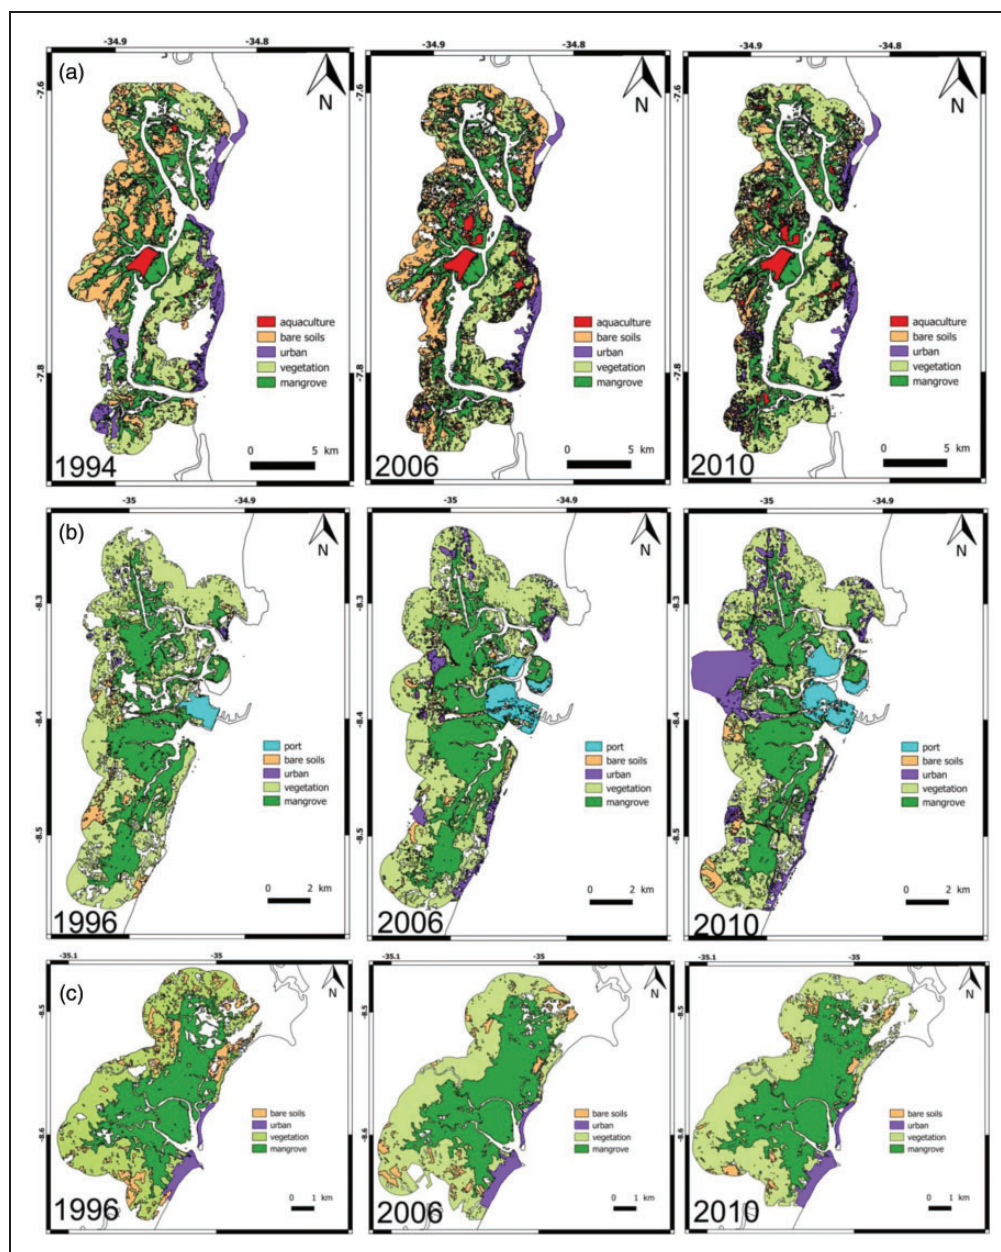 (a)
-34.9 -34.8
-7.6
-7.8
N
aquaculture
bare soils
urban
vegetation
mangrove
0 5 km
1994
-34.9 -34.8
-7.6
-7.8
N
aquaculture
bare soils
urban
vegetation
mangrove
0 5 km
2006
-34.9 -34.8
-7.6
-7.8
N
aquaculture
bare soils
urban
vegetation
mangrove
0 5 km
2010
(b)
-35 -34.9
-8.3
-8.4
-8.5
N
port
bare soils
urban
vegetation
mangrove
0 2 km
1996
-35 -34.9
-8.3
-8.4
-8.5
N
port
bare soils
urban
vegetation
mangrove
0 2 km
2006
-35 -34.9
-8.3
-8.4
-8.5
N
port
bare soils
urban
vegetation
mangrove
0 2 km
2010
(c)
-35.1 -35
-8.5
-8.6
N
bare soils
urban
vegetation
mangrove
0 1 km
1996
-35.1 -35
-8.5
-8.6
N
bare soils
urban
vegetation
mangrove
0 1 km
2006
-35.1 -35
-8.5
-8.6
N
bare soils
urban
vegetation
mangrove
0 1 km
2010